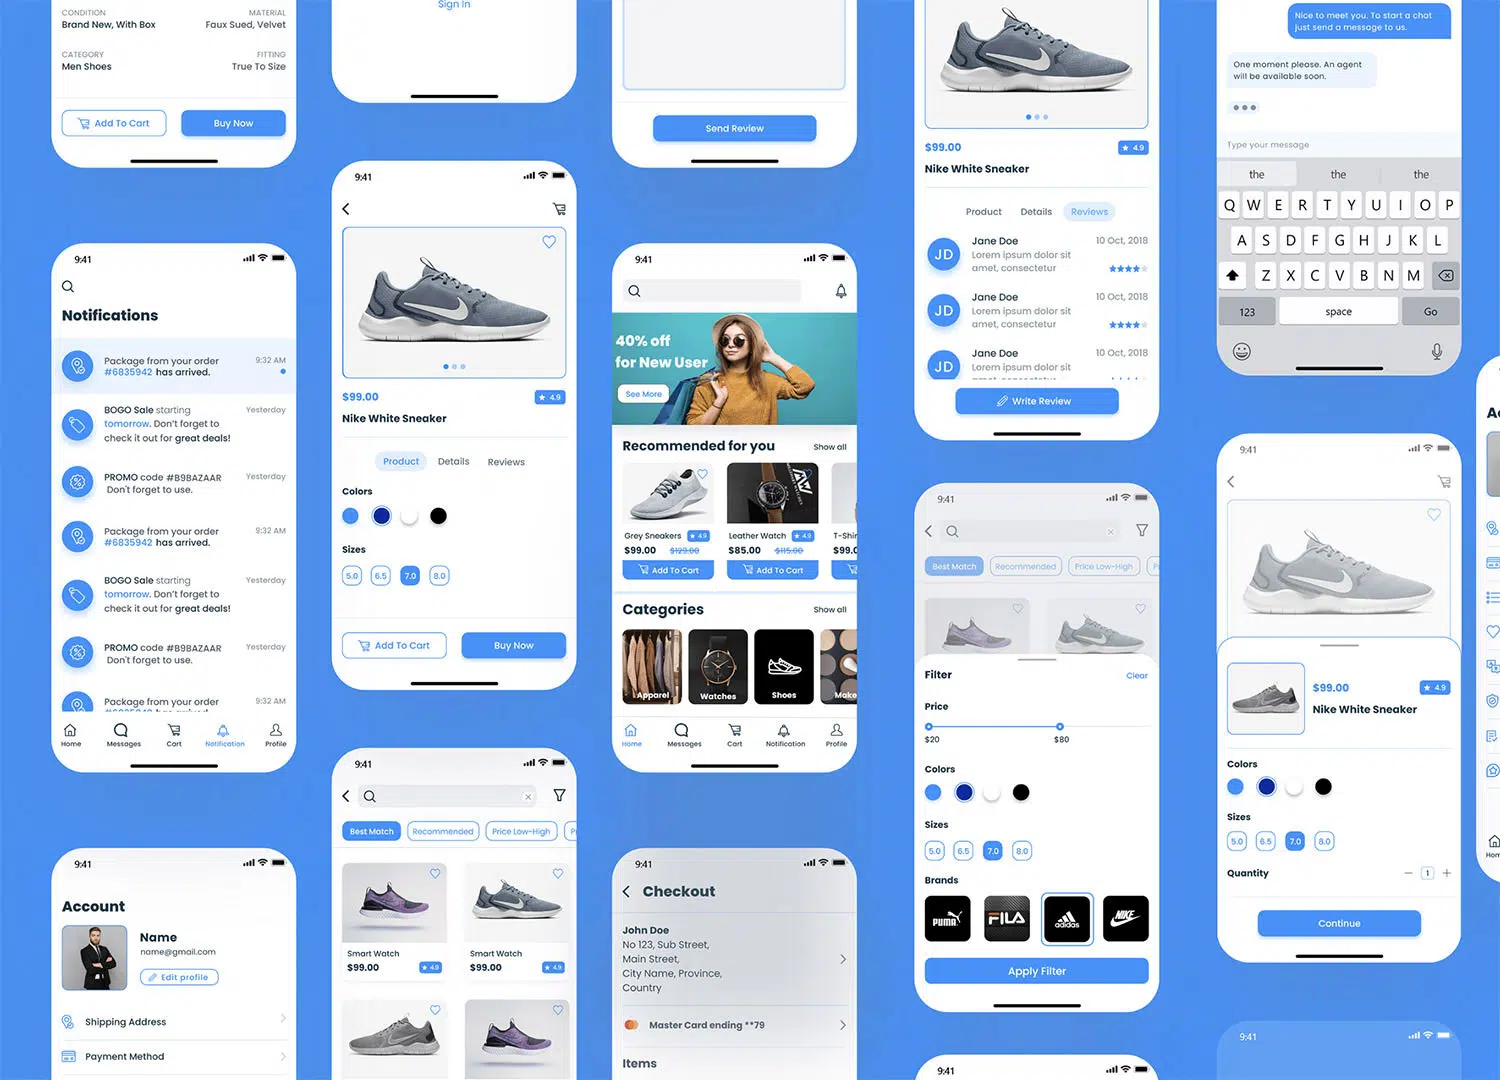 CONDITION
MATERIAL
Brand New, With Box
Faux Sued, Velvet
CATEGORY
FITTING
Men Shoes
True To Size
Add To Cart
Buy Now
9:41
Notifications
Package from your order
9:32 AM
#6835942 has arrived.
BOGO Sale starting
Yesterday
tomorrow. Don't forget to
check it out for great deals!
PROMO code #B9BAZAAR
Yesterday
Don't forget to use.
Package from your order
9:32 AM
#6835942 has arrived.
BOGO Sale starting
Yesterday
tomorrow. Don't forget to
check it out for great deals!
PROMO code #B9BAZAAR
Yesterday
Don't forget to use.
Package from your order
9:32 AM
Home
Messages
Cart
Notification
Profile
9:41
Account
Name
name@gmail.com
Edit profile
Shipping Address
Payment Method
Sign In
9:41
$99.00
4.9
Nike White Sneaker
Product
Details
Reviews
Colors
Sizes
5.0
6.5
7.0
8.0
Add To Cart
Buy Now
9:41
Best Match
Recommended
Price Low-High
Smart Watch
$99.00
4.9
Smart Watch
$99.00
4.9
Send Review
9:41
40% off
for New User
See More
Recommended for you
Show all
Grey Sneakers
4.9
$99.00
$129.00
Add To Cart
Leather Watch
4.9
$85.00
$115.00
Add To Cart
T-Shir
$99.0
Categories
Show all
Apparel
Watches
Shoes
Make
Home
Messages
Cart
Notification
Profile
9:41
Checkout
John Doe
No 123, Sub Street,
Main Street,
City Name, Province,
Country
Master Card ending **79
Items
$99.00
4.9
Nike White Sneaker
Product
Details
Reviews
JD
Jane Doe
10 Oct, 2018
Lorem ipsum dolor sit
amet, consectetur
JD
Jane Doe
10 Oct, 2018
Lorem ipsum dolor sit
amet, consectetur
JD
Jane Doe
10 Oct, 2018
Lorem ipsum dolor sit
Write Review
9:41
Best Match
Recommended
Price Low-High
Filter
Clear
Price
$20
$80
Colors
Sizes
5.0
6.5
7.0
8.0
Brands
PUMA
FILA
adidas
NIKE
Apply Filter
9:41
Nice to meet you. To start a chat
just send a message to us.
One moment please. An agent
will be available soon.
Type your message
the
the
the
Q W E R T Y U I O P
A S D F G H J K L
Z X C V B N M
123
space
Go
9:41
$99.00
4.9
Nike White Sneaker
Colors
Sizes
5.0
6.5
7.0
8.0
Quantity
1
Continue
9:41